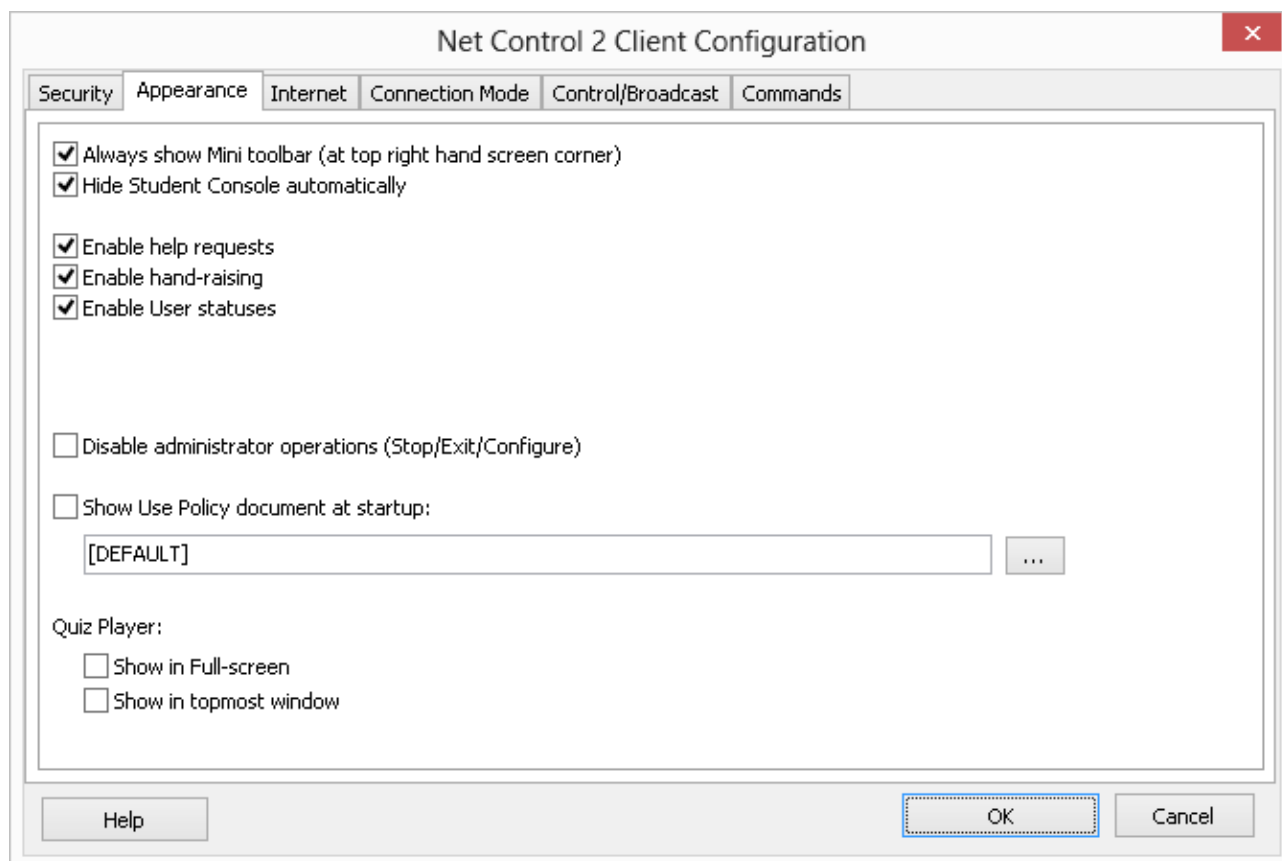 Net Control 2 Client Configuration
Security Appearance Internet Connection Mode Control/Broadcast Commands
Always show Mini toolbar (at top right hand screen corner)
Hide Student Console automatically
Enable help requests
Enable hand-raising
Enable User statuses
Disable administrator operations (Stop/Exit/Configure)
Show Use Policy document at startup:
[DEFAULT] ...
Quiz Player:
Show in Full-screen
Show in topmost window
Help OK Cancel